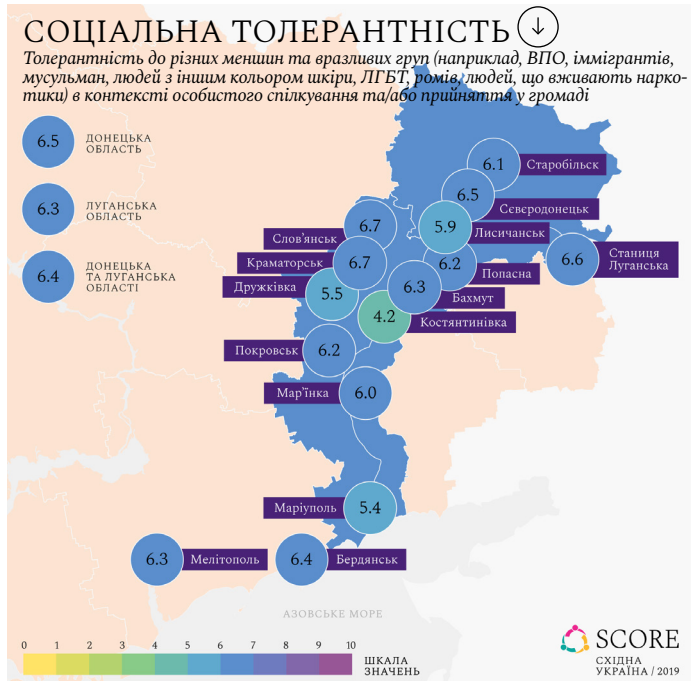 СОЦІАЛЬНА ТОЛЕРАНТНІСТЬ
Толерантність до різних меншин та вразливих груп (наприклад, ВПО, іммігрантів,
мусульман, людей з іншим кольором шкіри, ЛГБТ, ромів, людей, що вживають нарко-
тики) в контексті особистого спілкування та/або прийняття у громаді
6.5 ДОНЕЦЬКА
ОБЛАСТЬ
6.3 ЛУГАНСЬКА
ОБЛАСТЬ
6.4 ДОНЕЦЬКА
ТА ЛУГАНСЬКА
ОБЛАСТІ
6.1 Старобільск
6.5 Сєвєродонецьк
5.9 Лисичанськ
6.6 Станиця
Луганська
Слов'янськ 6.7
Краматорськ 6.7
6.2 Попасна
Дружківка 5.5
6.3 Бахмут
4.2 Костянтинівка
Покровськ 6.2
Мар'їнка 6.0
Маріуполь 5.4
6.3 Мелітополь
6.4 Бердянськ
АЗОВСЬКЕ МОРЕ
0 1 2 3 4 5 6 7 8 9 10
ШКАЛА
ЗНАЧЕНЬ
SCORE
СХІДНА
УКРАЇНА / 2019